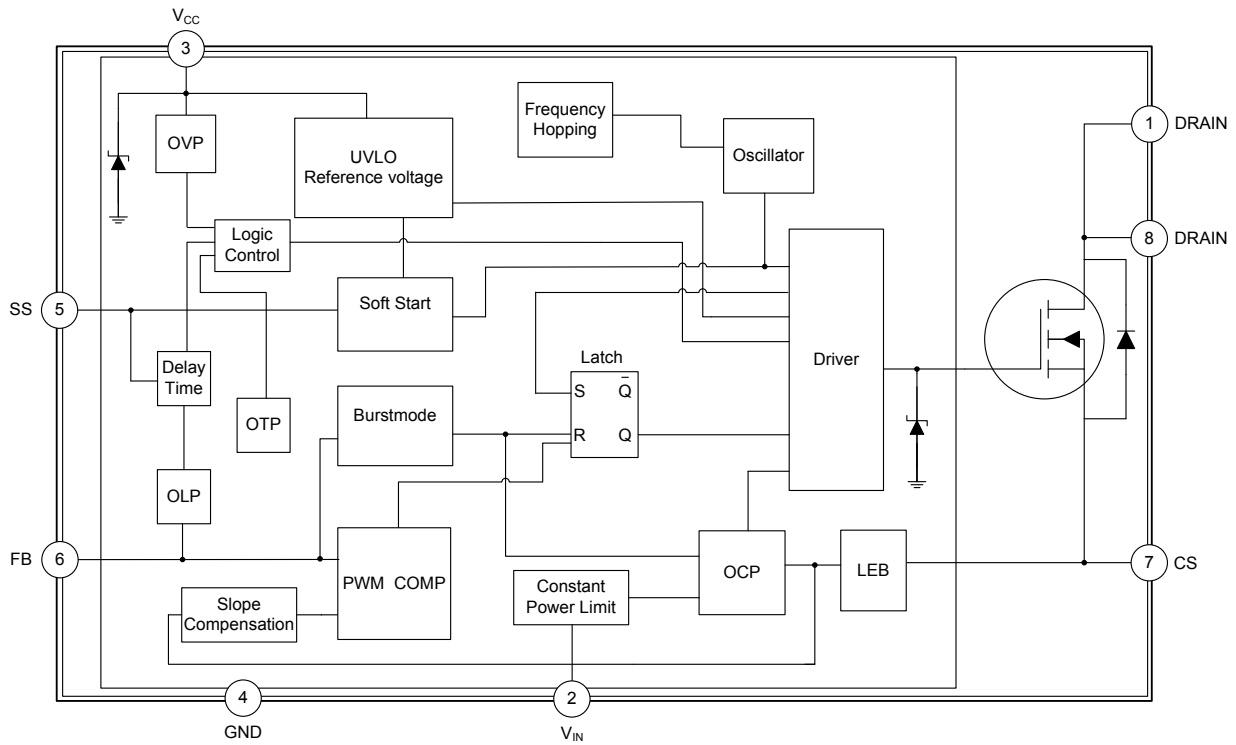 VCC
3
Frequency
Hopping
1
DRAIN
OVP
UVLO
Reference voltage
Oscillator
Logic
Control
8
DRAIN
SS
5
Soft Start
Delay
Time
Latch
Driver
S
Q̅
R
Q
OTP
Burstmode
OLP
FB
6
PWM COMP
OCP
LEB
7
CS
Slope
Compensation
Constant
Power Limit
4
GND
2
VIN